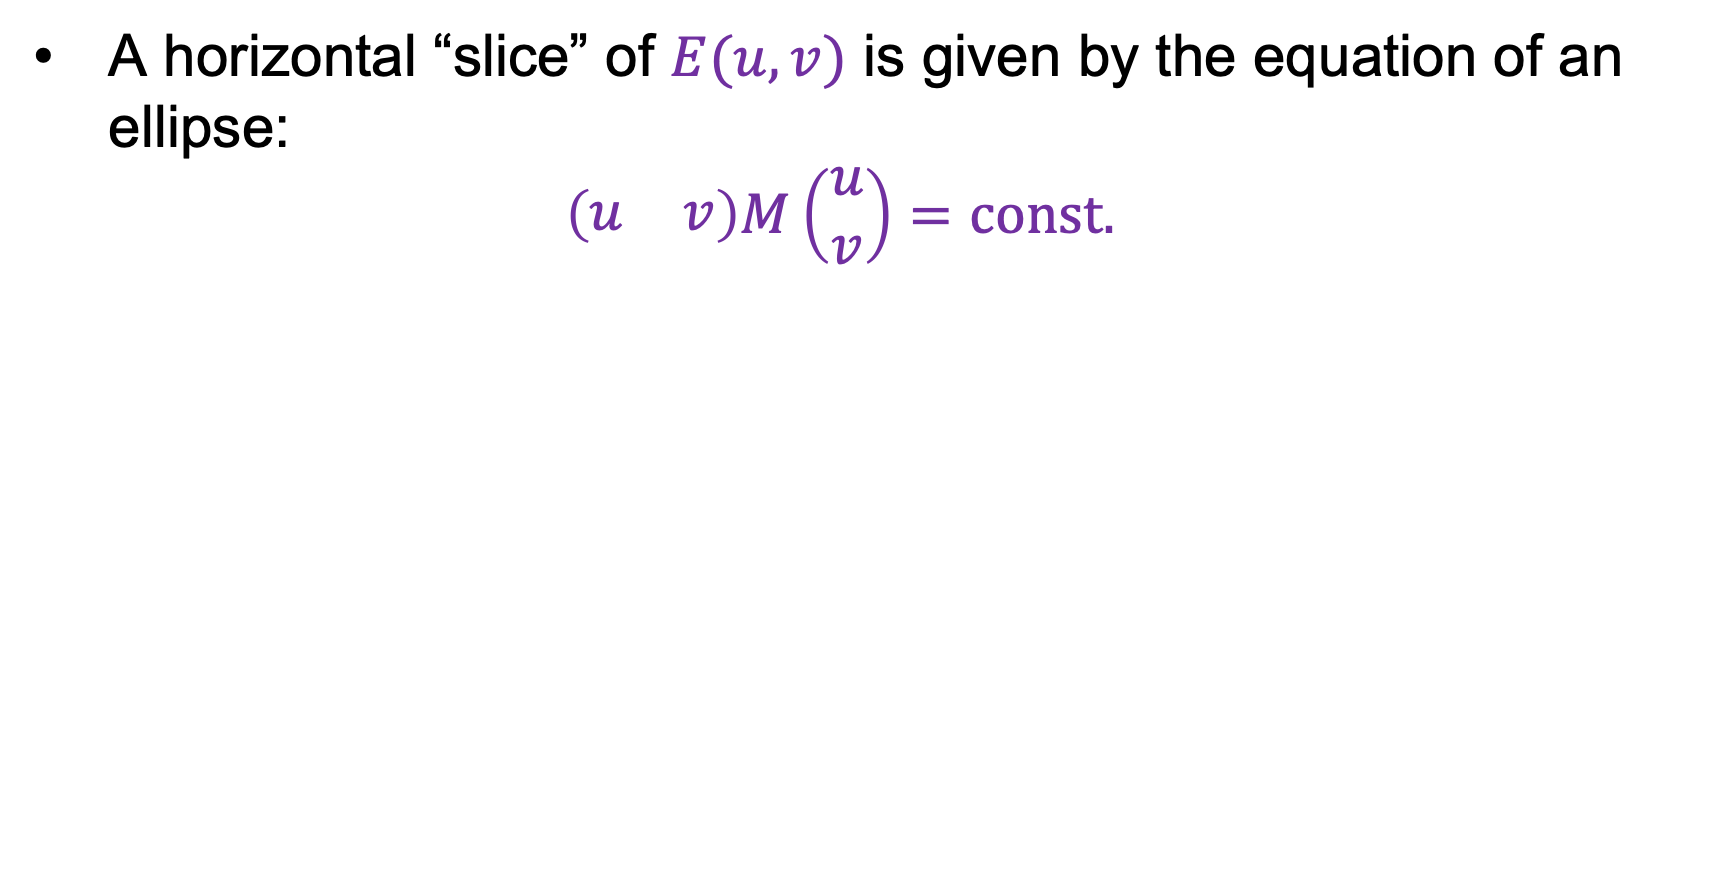 • A horizontal “slice” of E(u, v) is given by the equation of an
ellipse:
(u v)M(u v) = const.